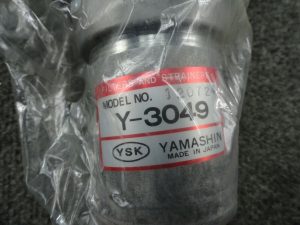 FILTERS AND STRAINERS
MODEL NO.
Y-3049
YSK YAMASHIN
MADE IN JAPAN